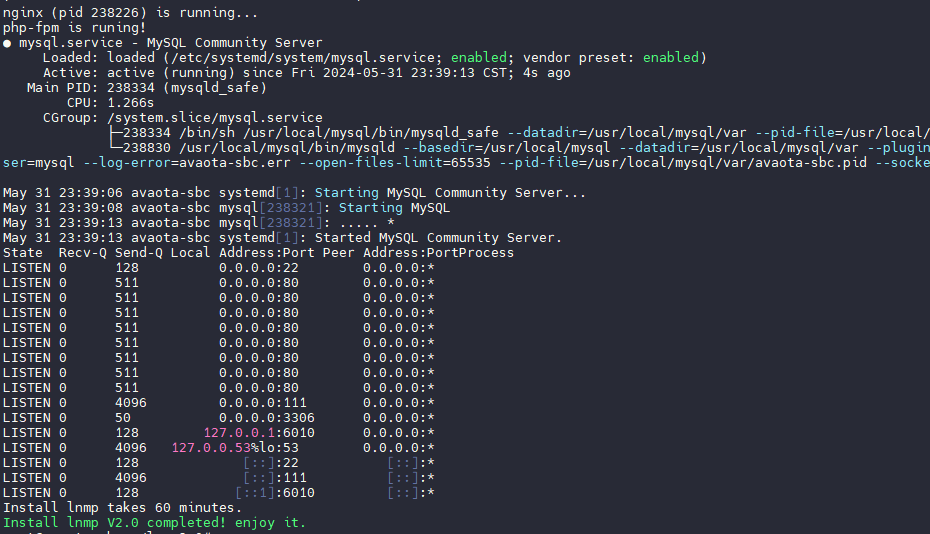 nginx (pid 238226) is running...
php-fpm is runing!
● mysql.service - MySQL Community Server
     Loaded: loaded (/etc/systemd/system/mysql.service; enabled; vendor preset: enabled)
     Active: active (running) since Fri 2024-05-31 23:39:13 CST; 4s ago
   Main PID: 238334 (mysqld_safe)
        CPU: 1.266s
     CGroup: /system.slice/mysql.service
             ├─238334 /bin/sh /usr/local/mysql/bin/mysqld_safe --datadir=/usr/local/mysql/var --pid-file=/usr/local/
             └─238830 /usr/local/mysql/bin/mysqld --basedir=/usr/local/mysql --datadir=/usr/local/mysql/var --plugin
ser=mysql --log-error=avaota-sbc.err --open-files-limit=65535 --pid-file=/usr/local/mysql/var/avaota-sbc.pid --socke
May 31 23:39:06 avaota-sbc systemd[1]: Starting MySQL Community Server...
May 31 23:39:08 avaota-sbc mysql[238321]: Starting MySQL
May 31 23:39:13 avaota-sbc mysql[238321]: ..... *
May 31 23:39:13 avaota-sbc systemd[1]: Started MySQL Community Server.
State  Recv-Q Send-Q Local Address:Port Peer Address:PortProcess
LISTEN 0      128          0.0.0.0:22        0.0.0.0:*
LISTEN 0      511          0.0.0.0:80        0.0.0.0:*
LISTEN 0      511          0.0.0.0:80        0.0.0.0:*
LISTEN 0      511          0.0.0.0:80        0.0.0.0:*
LISTEN 0      511          0.0.0.0:80        0.0.0.0:*
LISTEN 0      511          0.0.0.0:80        0.0.0.0:*
LISTEN 0      511          0.0.0.0:80        0.0.0.0:*
LISTEN 0      511          0.0.0.0:80        0.0.0.0:*
LISTEN 0      511          0.0.0.0:80        0.0.0.0:*
LISTEN 0      4096         0.0.0.0:111       0.0.0.0:*
LISTEN 0      50           0.0.0.0:3306      0.0.0.0:*
LISTEN 0      128        127.0.0.1:6010      0.0.0.0:*
LISTEN 0      4096   127.0.0.53%lo:53        0.0.0.0:*
LISTEN 0      128             [::]:22           [::]:*
LISTEN 0      4096            [::]:111          [::]:*
LISTEN 0      128            [::1]:6010         [::]:*
Install lnmp takes 60 minutes.
Install lnmp V2.0 completed! enjoy it.